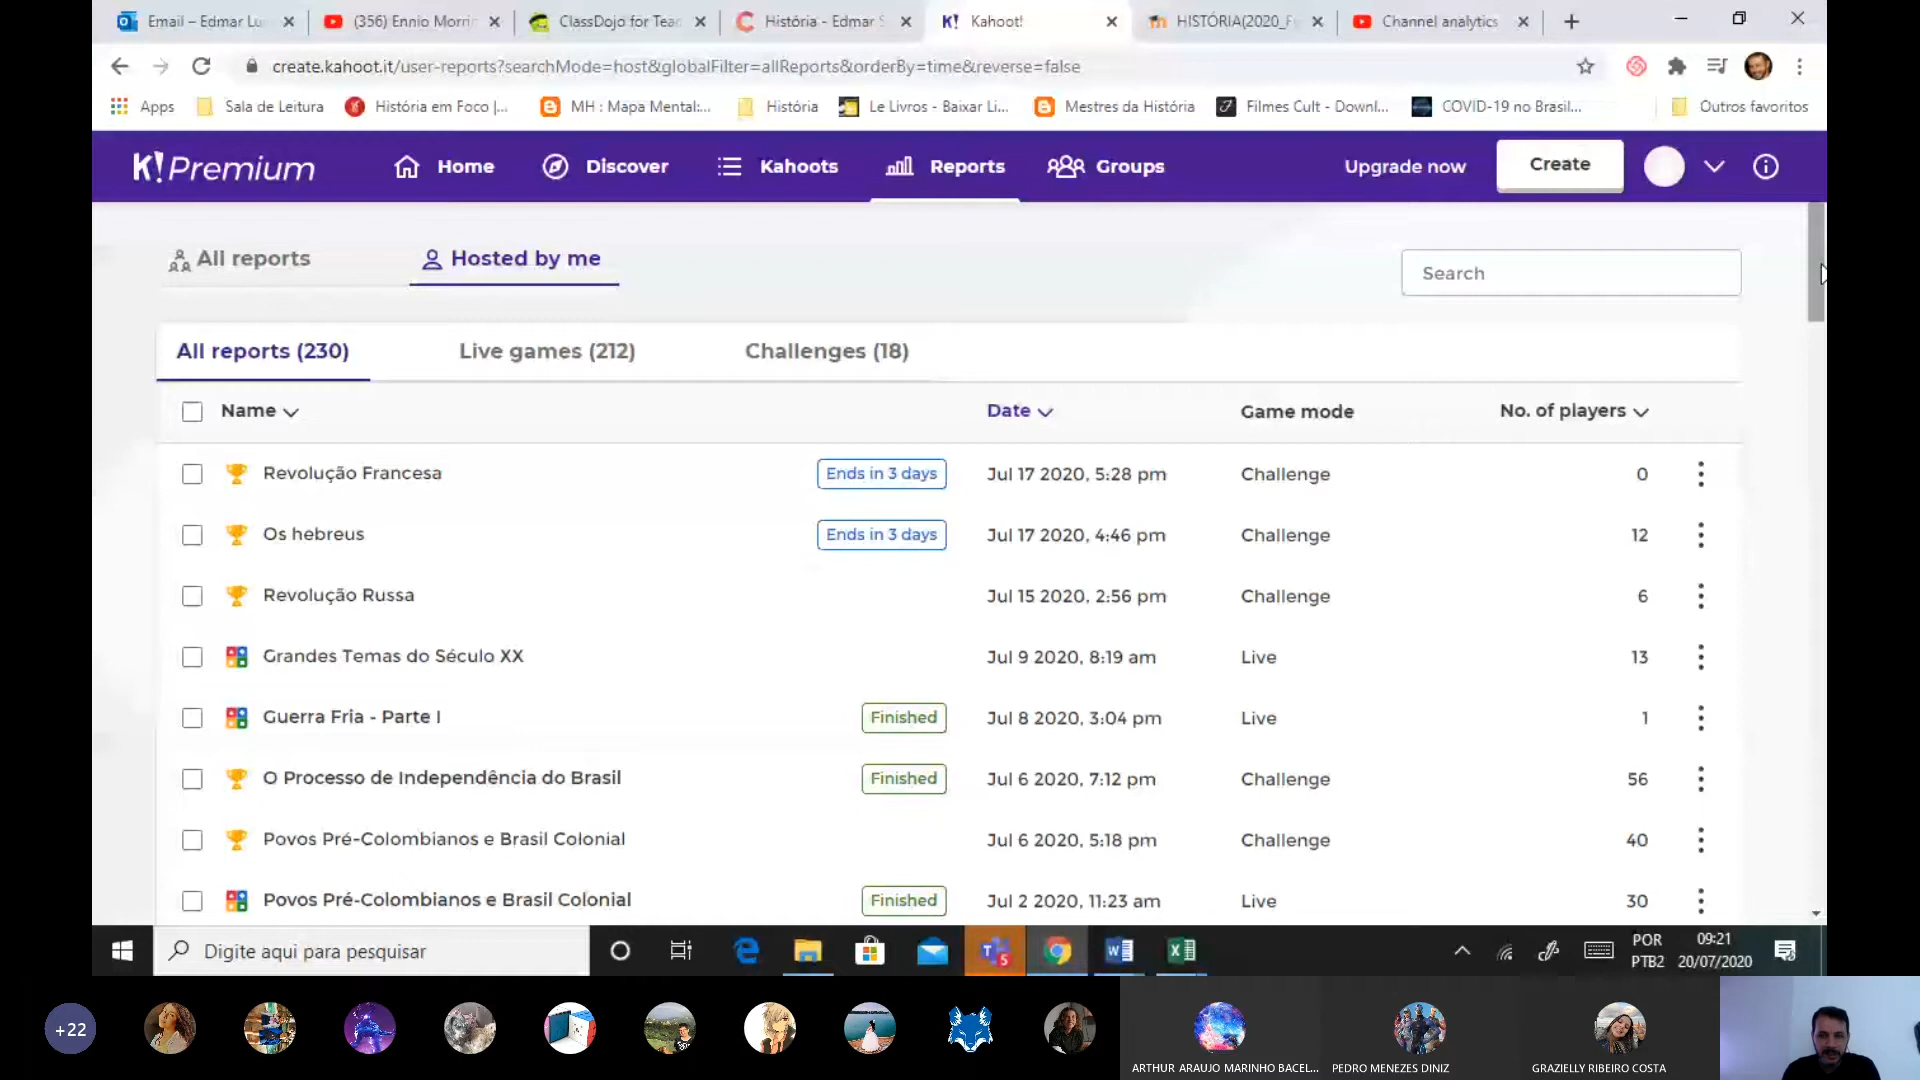 Email – Edmar Lu
(356) Ennio Morri
ClassDojo for Tea
História - Edmar S
Kahoot!
HISTÓRIA(2020_F
Channel analytics
create.kahoot.it/user-reports?searchMode=host&globalFilter=allReports&orderBy=time&reverse=false
Apps
Sala de Leitura
História em Foco |...
MH : Mapa Mental:...
História
Le Livros - Baixar Li...
Mestres da História
Filmes Cult - Downl...
COVID-19 no Brasil...
Outros favoritos
K! Premium
Home
Discover
Kahoots
Reports
Groups
Upgrade now
Create
All reports
Hosted by me
Search
All reports (230)
Live games (212)
Challenges (18)
Name
Date
Game mode
No. of players
Revolução Francesa Ends in 3 days Jul 17 2020, 5:28 pm Challenge 0
Os hebreus Ends in 3 days Jul 17 2020, 4:46 pm Challenge 12
Revolução Russa Jul 15 2020, 2:56 pm Challenge 6
Grandes Temas do Século XX Jul 9 2020, 8:19 am Live 13
Guerra Fria - Parte I Finished Jul 8 2020, 3:04 pm Live 1
O Processo de Independência do Brasil Finished Jul 6 2020, 7:12 pm Challenge 56
Povos Pré-Colombianos e Brasil Colonial Jul 6 2020, 5:18 pm Challenge 40
Povos Pré-Colombianos e Brasil Colonial Finished Jul 2 2020, 11:23 am Live 30
Digite aqui para pesquisar
POR
PTB2
09:21
20/07/2020
+22
ARTHUR ARAUJO MARINHO BACEL...
PEDRO MENEZES DINIZ
GRAZIELLY RIBEIRO COSTA